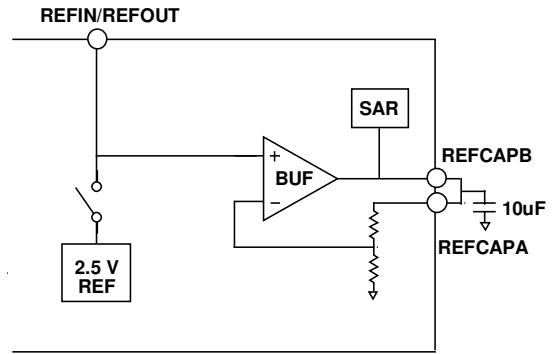 REFIN/REFOUT
SAR
REFCAPB
+
BUF
−
10uF
REFCAPA
2.5 V
REF